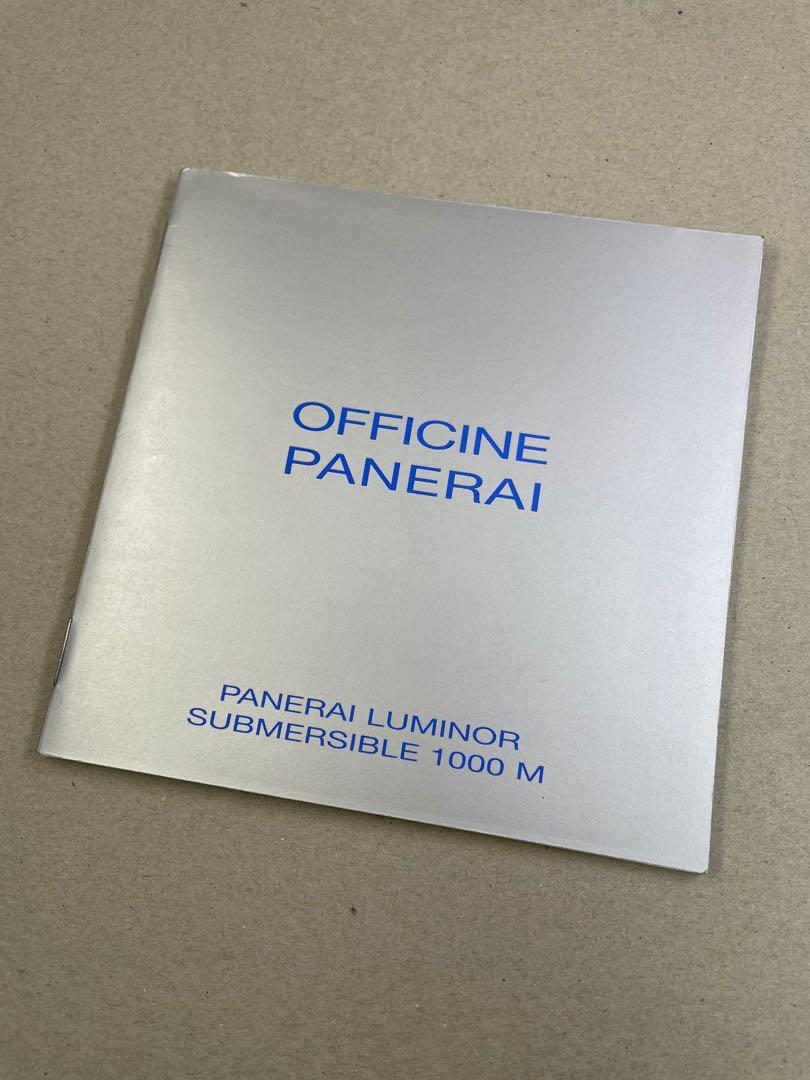 OFFICINE
PANERAI
PANERAI LUMINOR
SUBMERSIBLE 1000 M